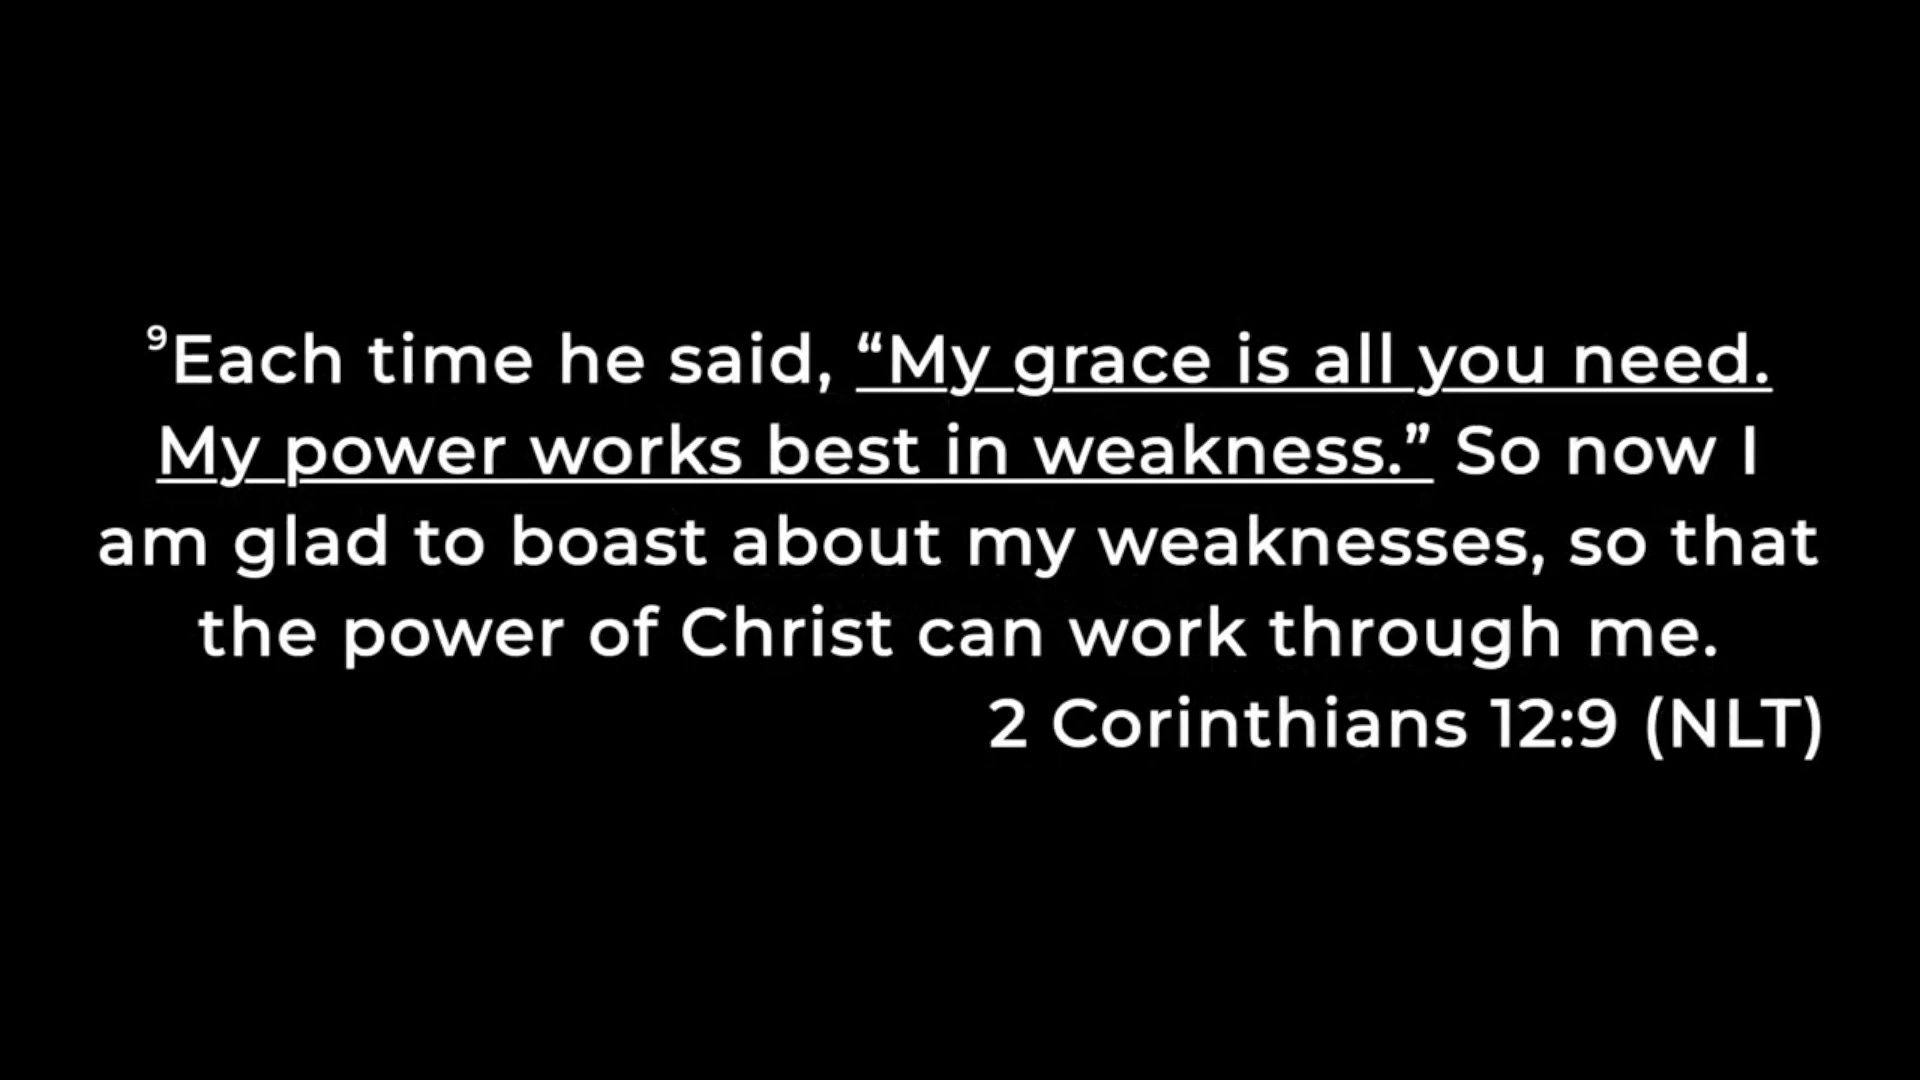 ⁹Each time he said, “My grace is all you need.
My power works best in weakness.” So now I
am glad to boast about my weaknesses, so that
the power of Christ can work through me.
2 Corinthians 12:9 (NLT)